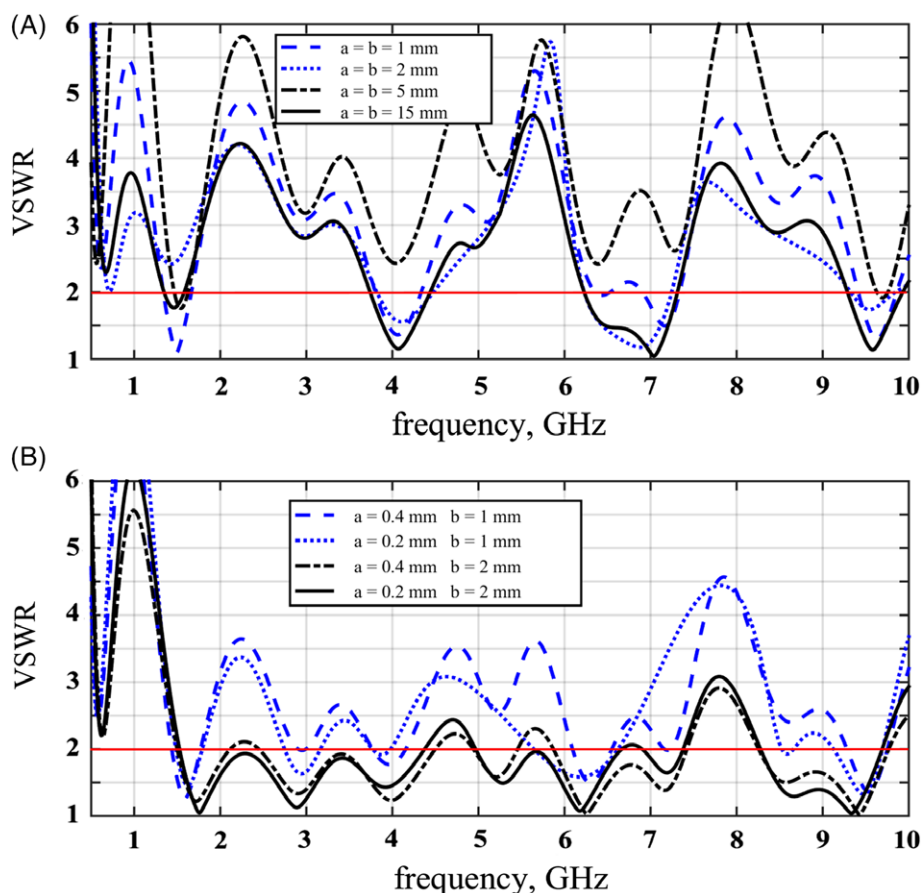 (A)
6
5
4
3
2
1
VSWR
a = b = 1 mm
a = b = 2 mm
a = b = 5 mm
a = b = 15 mm
1 2 3 4 5 6 7 8 9 10
frequency, GHz
(B)
6
5
4
3
2
1
VSWR
a = 0.4 mm b = 1 mm
a = 0.2 mm b = 1 mm
a = 0.4 mm b = 2 mm
a = 0.2 mm b = 2 mm
1 2 3 4 5 6 7 8 9 10
frequency, GHz